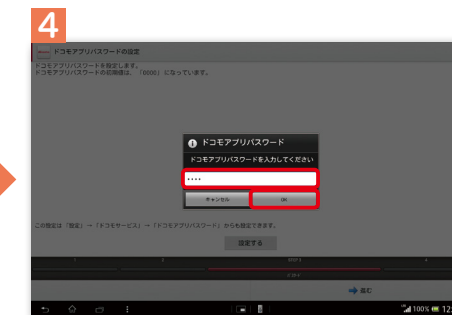 4
ドコモアプリパスワードの設定
ドコモアプリパスワードを設定します。
ドコモアプリパスワードの初期値は、「0000」になっています。
ドコモアプリパスワード
ドコモアプリパスワードを入力してください
....
キャンセル
OK
この設定は「設定」→「ドコモサービス」→「ドコモアプリパスワード」からも設定できます。
設定する
1 2 STEP 3 4
進む
100% 12: